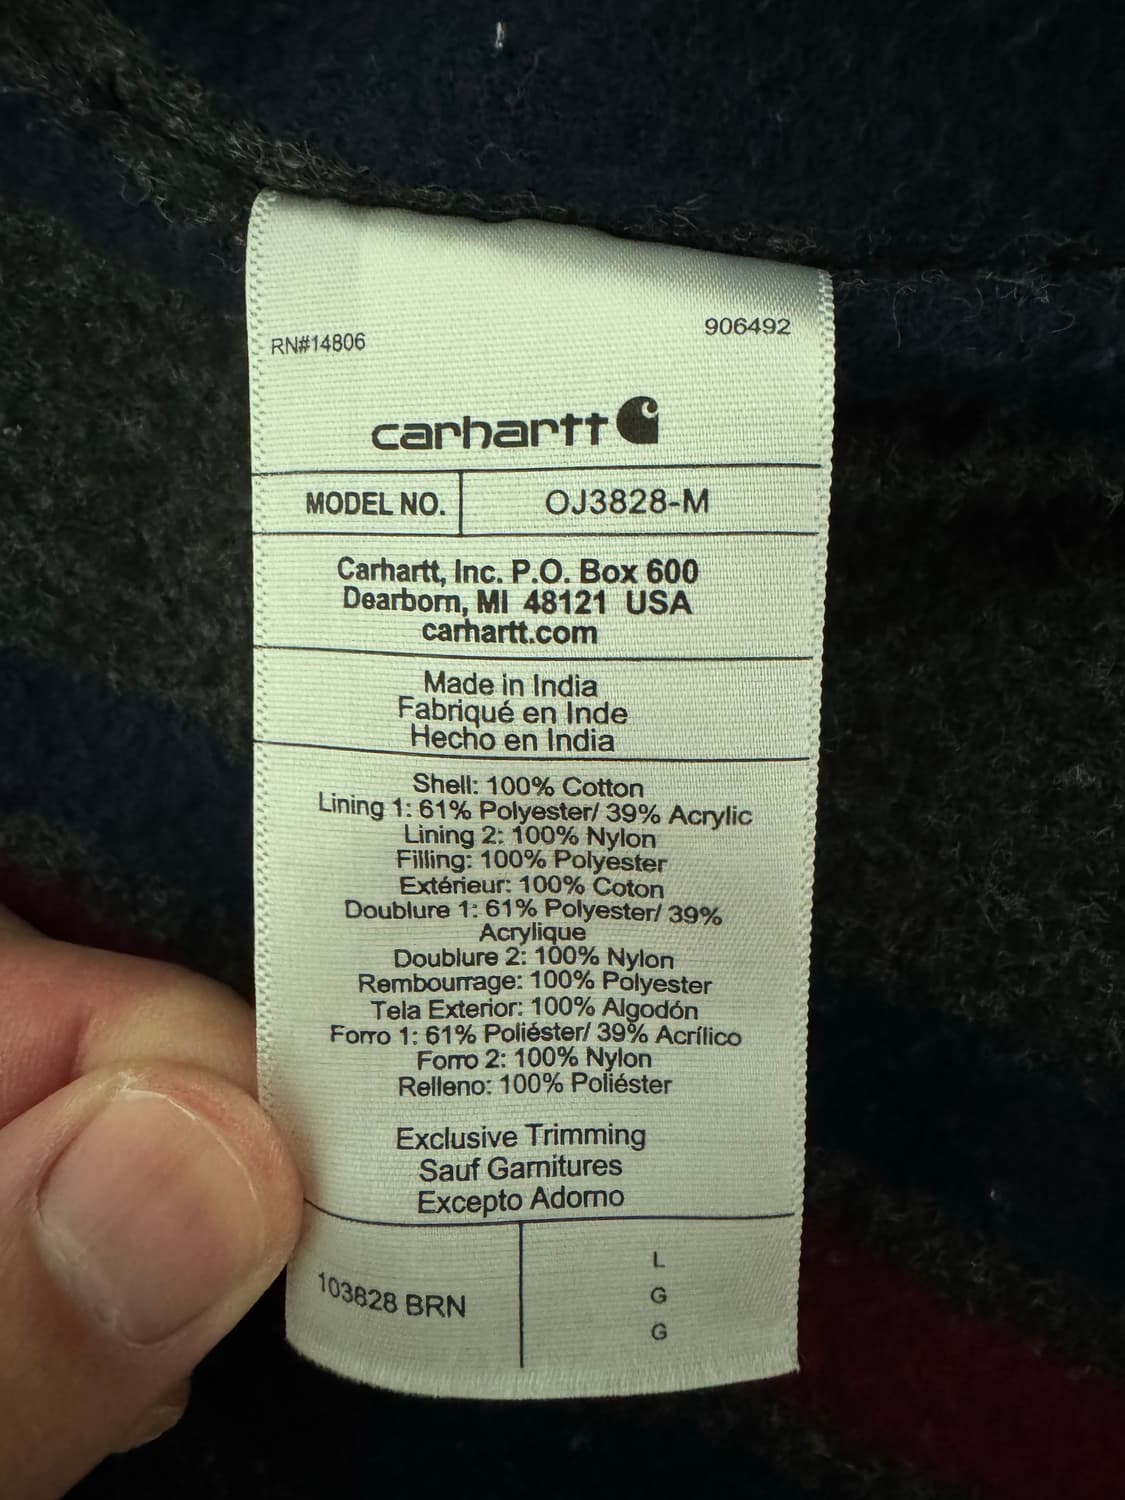 RN#14806
906492
carhartt
MODEL NO. OJ3828-M
Carhartt, Inc. P.O. Box 600
Dearborn, MI 48121 USA
carhartt.com
Made in India
Fabriqué en Inde
Hecho en India
Shell: 100% Cotton
Lining 1: 61% Polyester/ 39% Acrylic
Lining 2: 100% Nylon
Filling: 100% Polyester
Extérieur: 100% Coton
Doublure 1: 61% Polyester/ 39%
Acrylique
Doublure 2: 100% Nylon
Rembourrage: 100% Polyester
Tela Exterior: 100% Algodón
Forro 1: 61% Poliéster/ 39% Acrílico
Forro 2: 100% Nylon
Relleno: 100% Poliéster
Exclusive Trimming
Sauf Garnitures
Excepto Adorno
103828 BRN
L
G
G